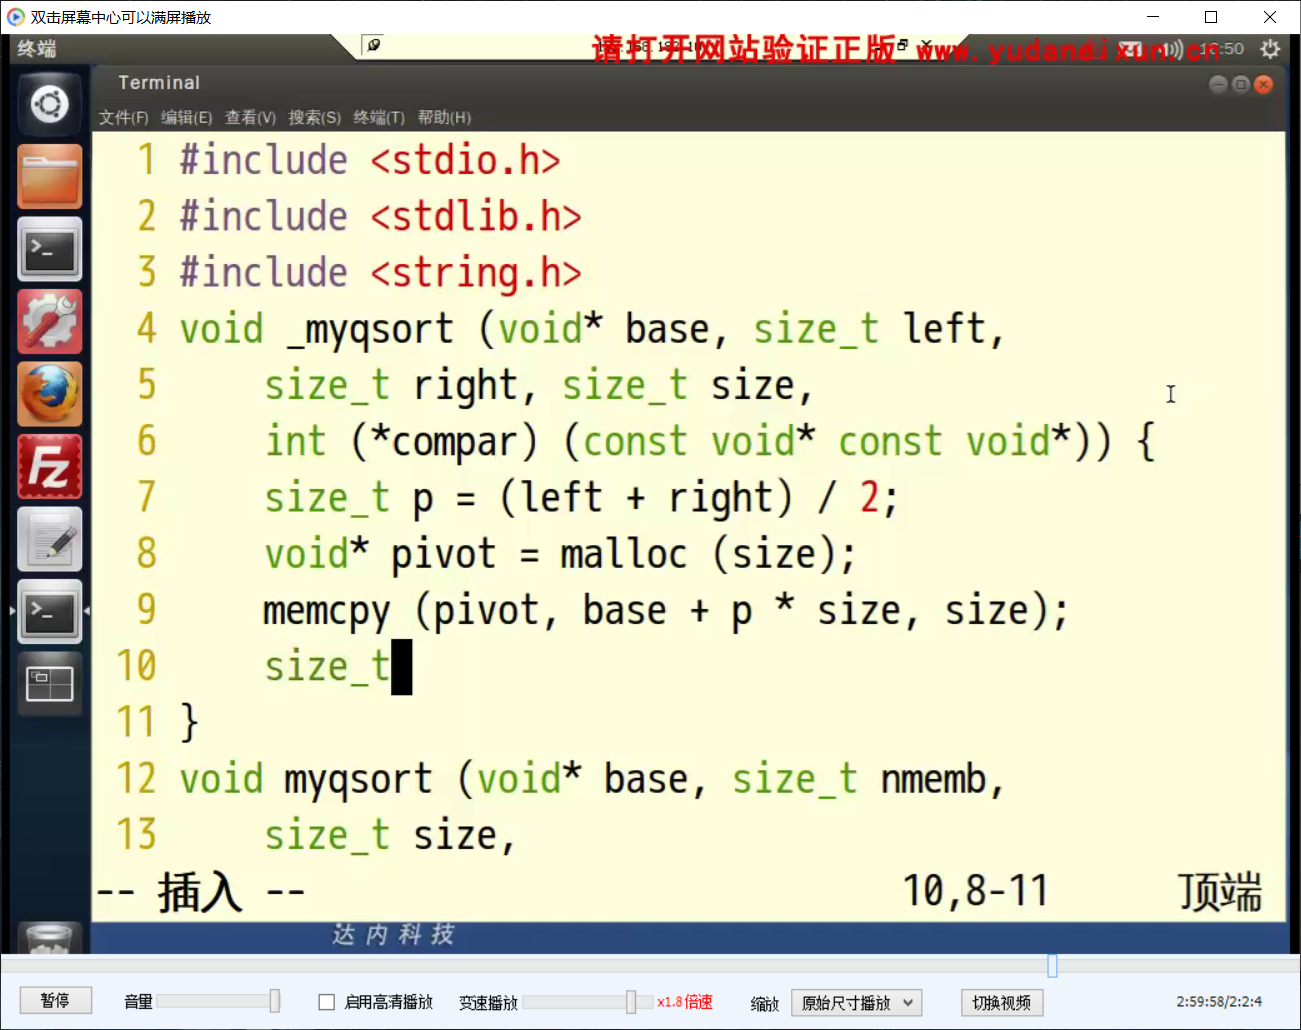 双击屏幕中心可以满屏播放
终端
请打开网站验证正版
Terminal
文件(F) 编辑(E) 查看(V) 搜索(S) 终端(T) 帮助(H)
1 #include <stdio.h>
2 #include <stdlib.h>
3 #include <string.h>
4 void _myqsort (void* base, size_t left,
5 size_t right, size_t size,
6 int (*compar) (const void* const void*)) {
7 size_t p = (left + right) / 2;
8 void* pivot = malloc (size);
9 memcpy (pivot, base + p * size, size);
10 size_t
11 }
12 void myqsort (void* base, size_t nmemb,
13 size_t size,
-- 插入 -- 10,8-11 顶端
达内科技
暂停 音量 启用高清播放 变速播放 x1.8倍速 缩放 原始尺寸播放 切换视频 2:59:58/2:2:4